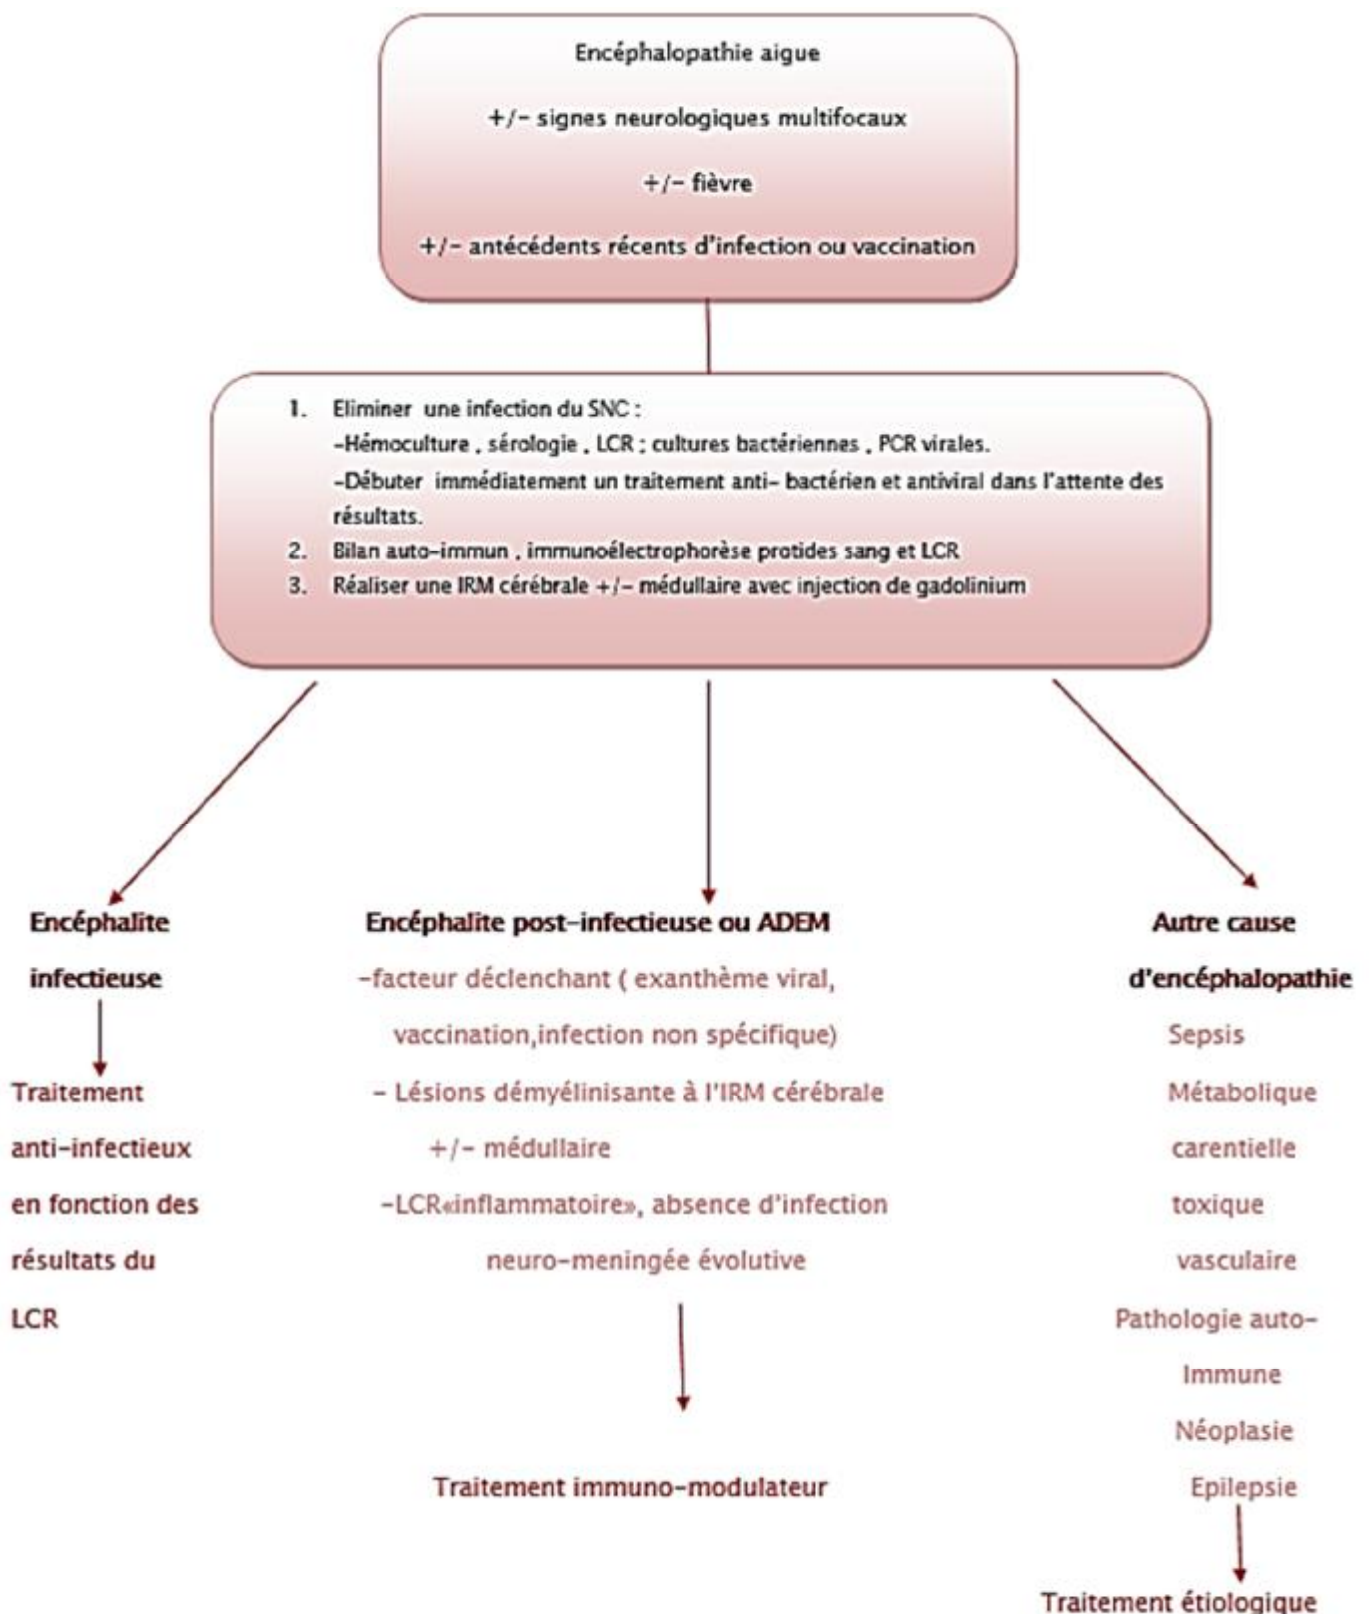 Encéphalopathie aigue
+/- signes neurologiques multifocaux
+/- fièvre
+/- antécédents récents d'infection ou vaccination
1. Eliminer une infection du SNC :
-Hémoculture , sérologie , LCR ; cultures bactériennes , PCR virales.
-Débuter immédiatement un traitement anti- bactérien et antiviral dans l'attente des
résultats.
2. Bilan auto-immun , immunoélectrophorèse protides sang et LCR
3. Réaliser une IRM cérébrale +/- médullaire avec injection de gadolinium
Encéphalite
infectieuse
Traitement
anti-infectieux
en fonction des
résultats du
LCR
Encéphalite post-infectieuse ou ADEM
-facteur déclenchant ( exanthème viral,
vaccination,infection non spécifique)
- Lésions démyélinisante à l'IRM cérébrale
+/- médullaire
-LCR«inflammatoire», absence d'infection
neuro-meningée évolutive
Traitement immuno-modulateur
Autre cause
d'encéphalopathie
Sepsis
Métabolique
carentielle
toxique
vasculaire
Pathologie auto-
Immune
Néoplasie
Epilepsie
Traitement étiologique